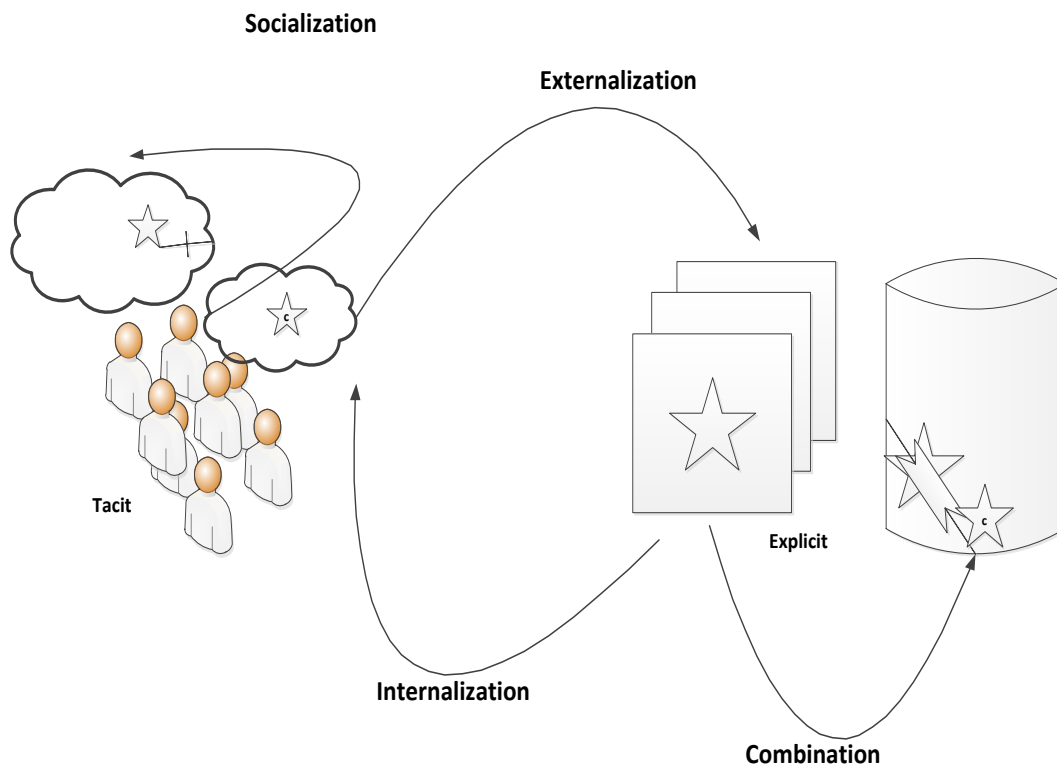 Socialization
Externalization
c
Tacit
c
Explicit
Internalization
Combination